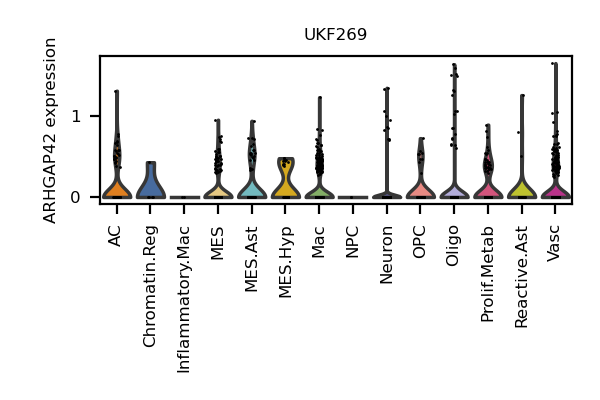 UKF269
ARHGAP42 expression
1
0
AC
Chromatin.Reg
Inflammatory.Mac
MES
MES.Ast
MES.Hyp
Mac
NPC
Neuron
OPC
Oligo
Prolif.Metab
Reactive.Ast
Vasc